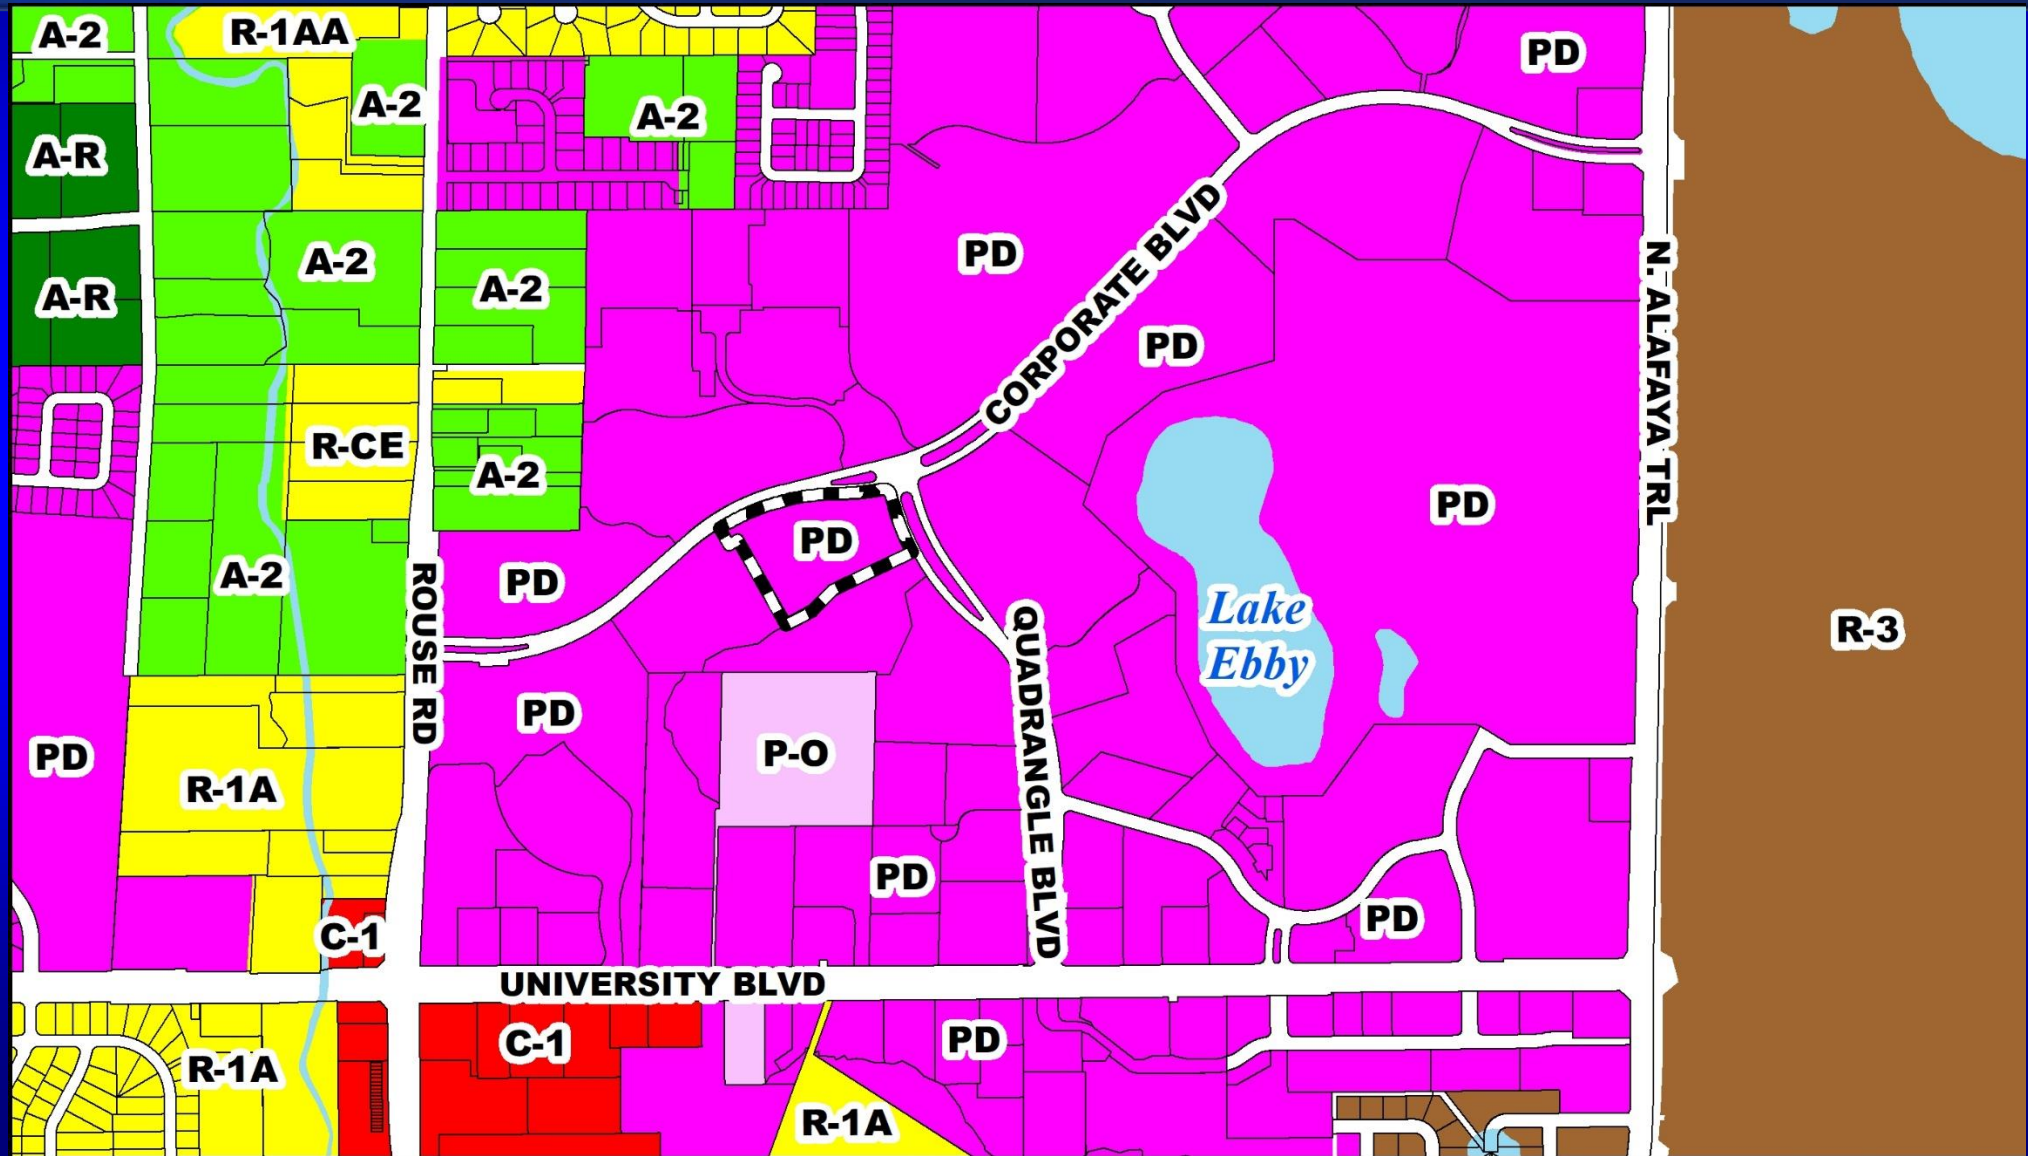 A-2
R-1AA
PD
A-2
A-2
A-R
PD
A-2
A-2
A-R
CORPORATE BLVD
N. ALAFAYA TRL
PD
R-CE
A-2
PD
PD
PD
A-2
ROUSE RD
Lake
Ebby
R-3
QUADRANGLE BLVD
PD
PD
P-O
R-1A
PD
PD
C-1
UNIVERSITY BLVD
C-1
PD
R-1A
R-1A